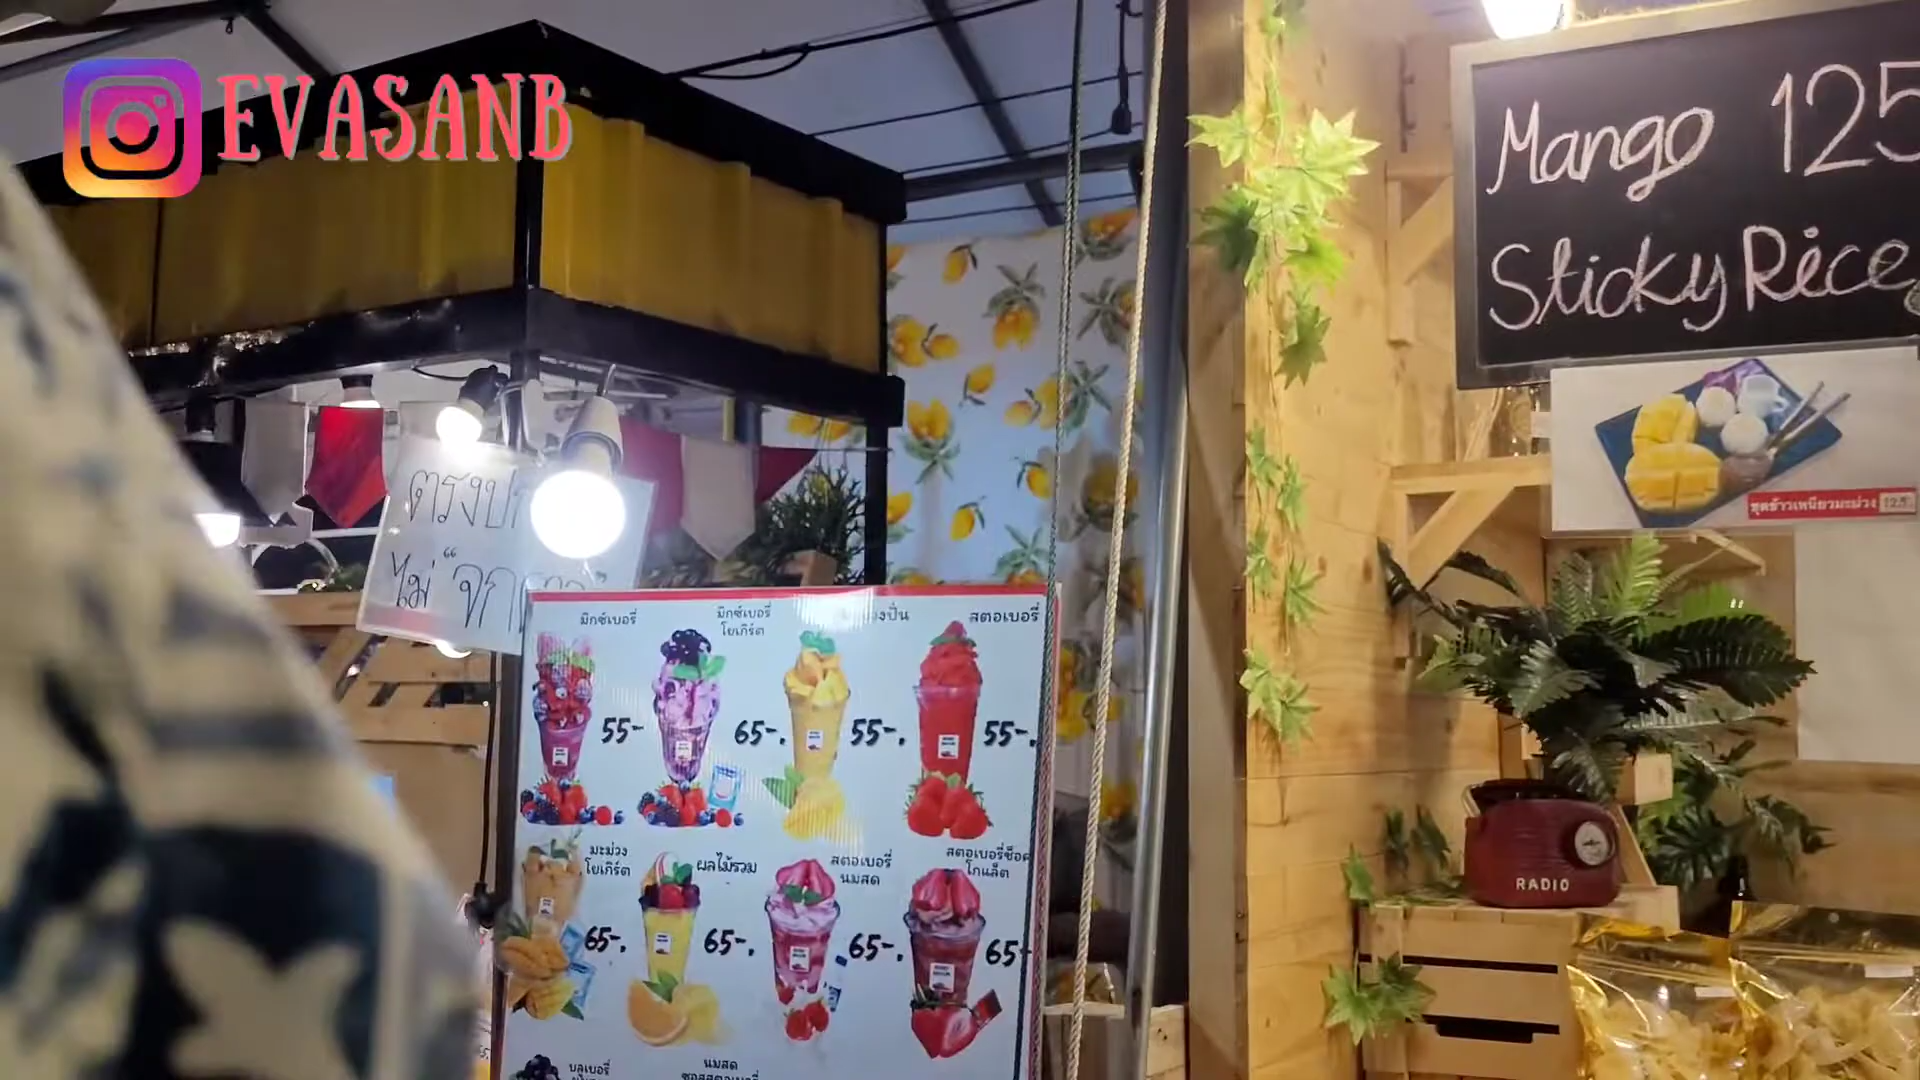 EVASANB
Mango 125
Sticky Rice
ชุดข้าวเหนียวมะม่วง 125
ไม่
มิกซ์เบอรี่
55-
มิกซ์เบอรี่
โยเกิร์ต
65-.
55-.
สตอเบอรี่
55-.
มะม่วง
โยเกิร์ต
65-.
ผลไม้รวม
65-.
สตอเบอรี่
นมสด
65-.
สตอเบอรี่ช็อค
โกแล็ต
65-
บลูเบอรี่
นมสด
RADIO